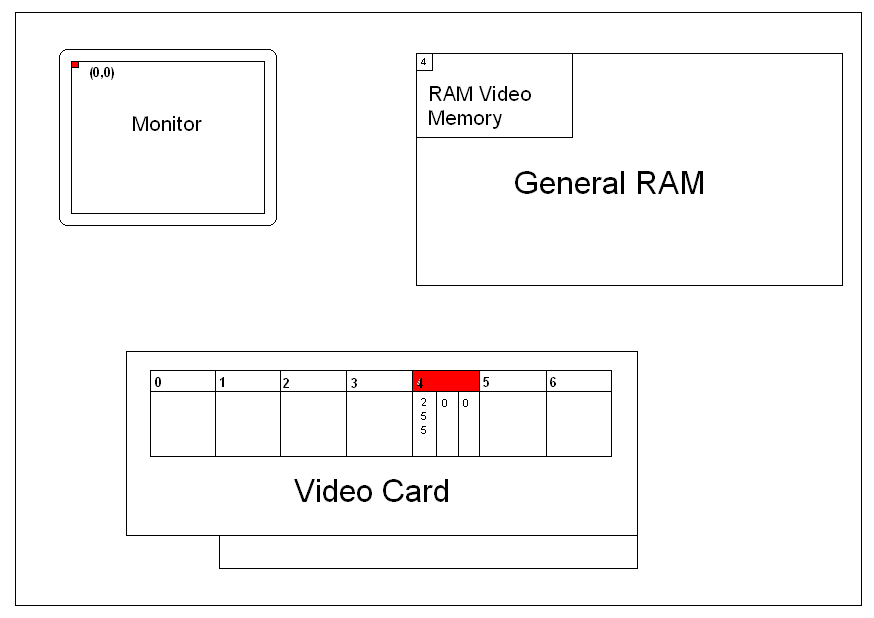 (0,0)
Monitor
4
RAM Video
Memory
General RAM
0 1 2 3 4 5 6
2 0 0
5
5
Video Card